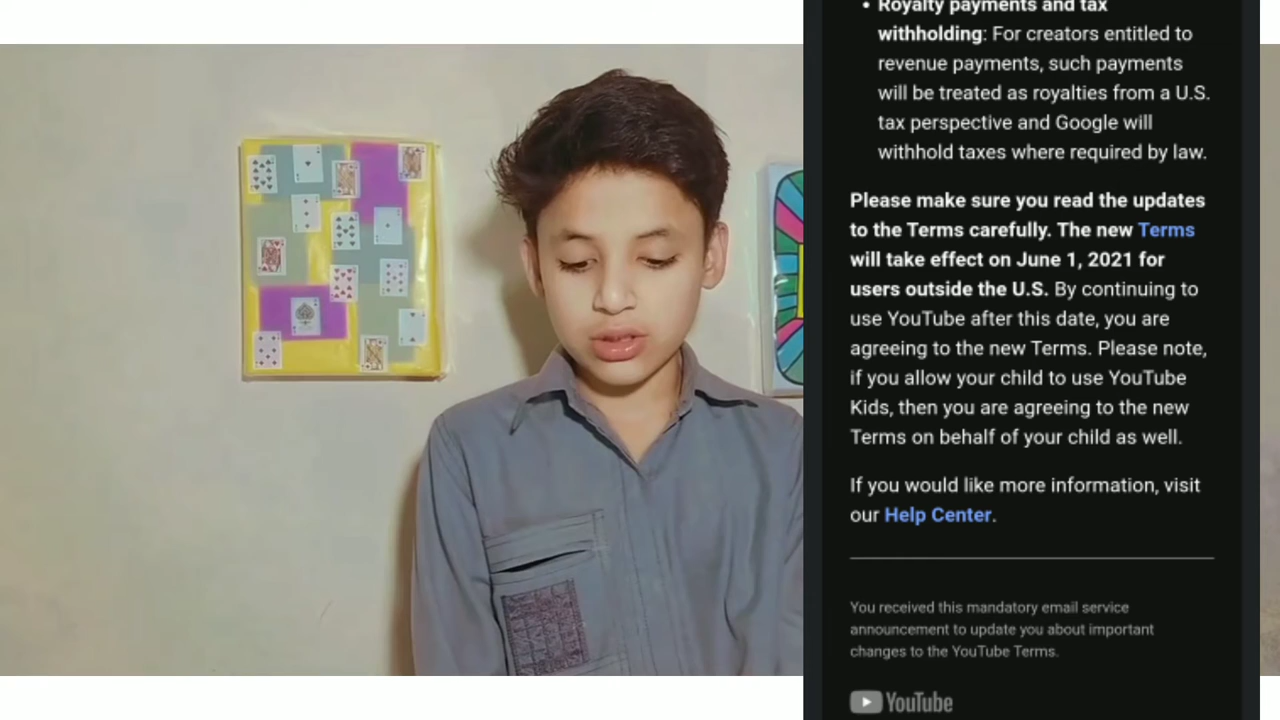 • Royalty payments and tax
withholding: For creators entitled to
revenue payments, such payments
will be treated as royalties from a U.S.
tax perspective and Google will
withhold taxes where required by law.
Please make sure you read the updates
to the Terms carefully. The new Terms
will take effect on June 1, 2021 for
users outside the U.S. By continuing to
use YouTube after this date, you are
agreeing to the new Terms. Please note,
if you allow your child to use YouTube
Kids, then you are agreeing to the new
Terms on behalf of your child as well.
If you would like more information, visit
our Help Center.
You received this mandatory email service
announcement to update you about important
changes to the YouTube Terms.
YouTube